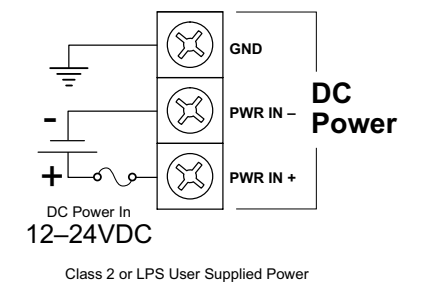 GND
-
PWR IN –
DC
Power
+
PWR IN +
DC Power In
12–24VDC
Class 2 or LPS User Supplied Power